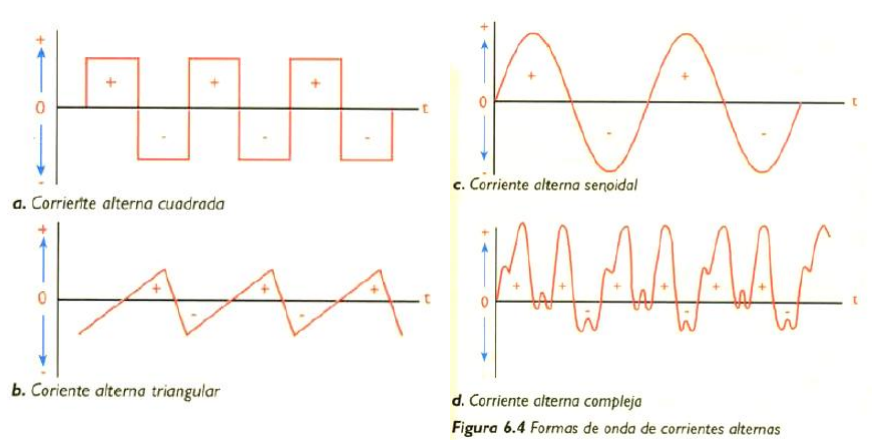 +
0
-
+ + +
- - -
t
a. Corriente alterna cuadrada
+
0
-
+ + +
- -
t
b. Coriente alterna triangular
+
0
-
+ +
- -
t
c. Corriente alterna senoidal
+
0
-
+ + + + + +
- - -
t
d. Corriente alterna compleja
Figura 6.4 Formas de onda de corrientes alternas